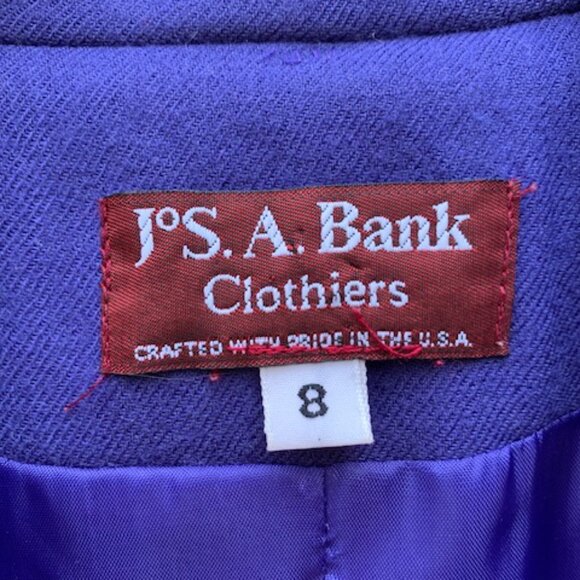 JoS. A. Bank
Clothiers
CRAFTED WITH PRIDE IN THE U.S.A.
8